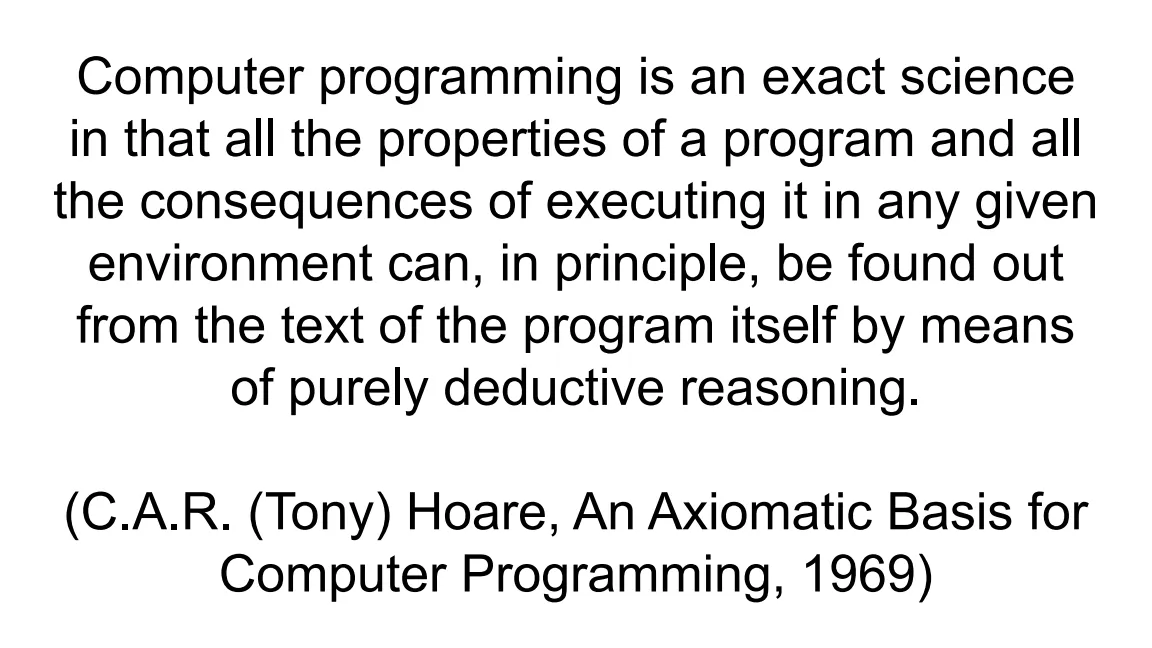 Computer programming is an exact science
in that all the properties of a program and all
the consequences of executing it in any given
environment can, in principle, be found out
from the text of the program itself by means
of purely deductive reasoning.
(C.A.R. (Tony) Hoare, An Axiomatic Basis for
Computer Programming, 1969)